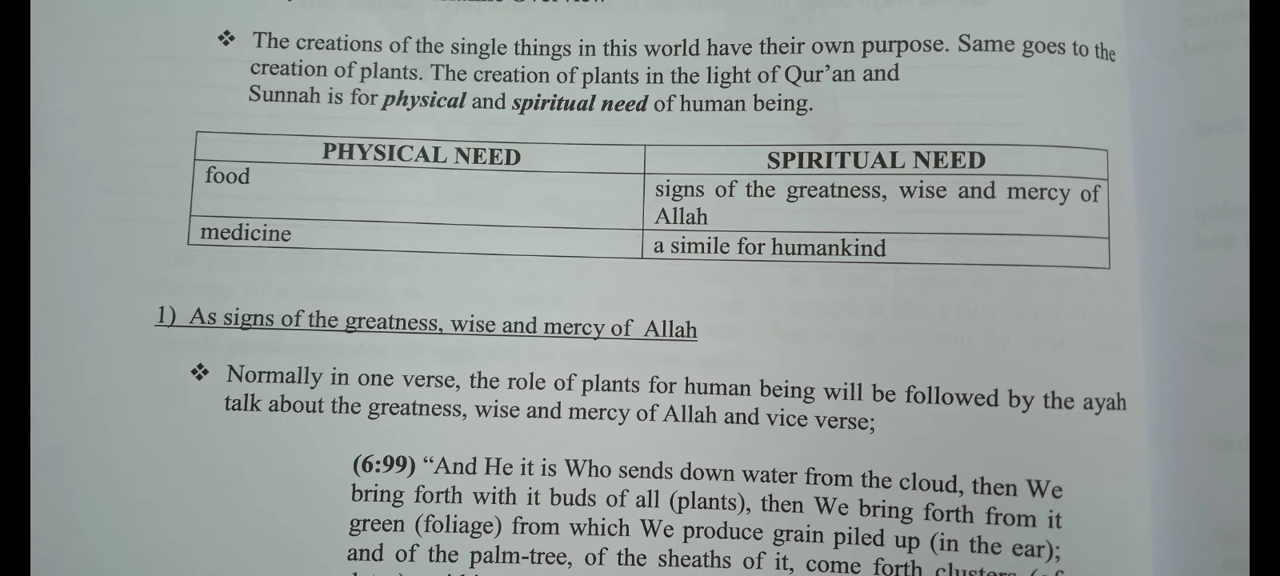 ❖ The creations of the single things in this world have their own purpose. Same goes to the
creation of plants. The creation of plants in the light of Qur'an and
Sunnah is for physical and spiritual need of human being.
PHYSICAL NEED
SPIRITUAL NEED
food
signs of the greatness, wise and mercy of
Allah
medicine
a simile for humankind
1) As signs of the greatness, wise and mercy of Allah
❖ Normally in one verse, the role of plants for human being will be followed by the ayah
talk about the greatness, wise and mercy of Allah and vice verse;
(6:99) “And He it is Who sends down water from the cloud, then We
bring forth with it buds of all (plants), then We bring forth from it
green (foliage) from which We produce grain piled up (in the ear);
and of the palm-tree, of the sheaths of it, come forth clusters (of